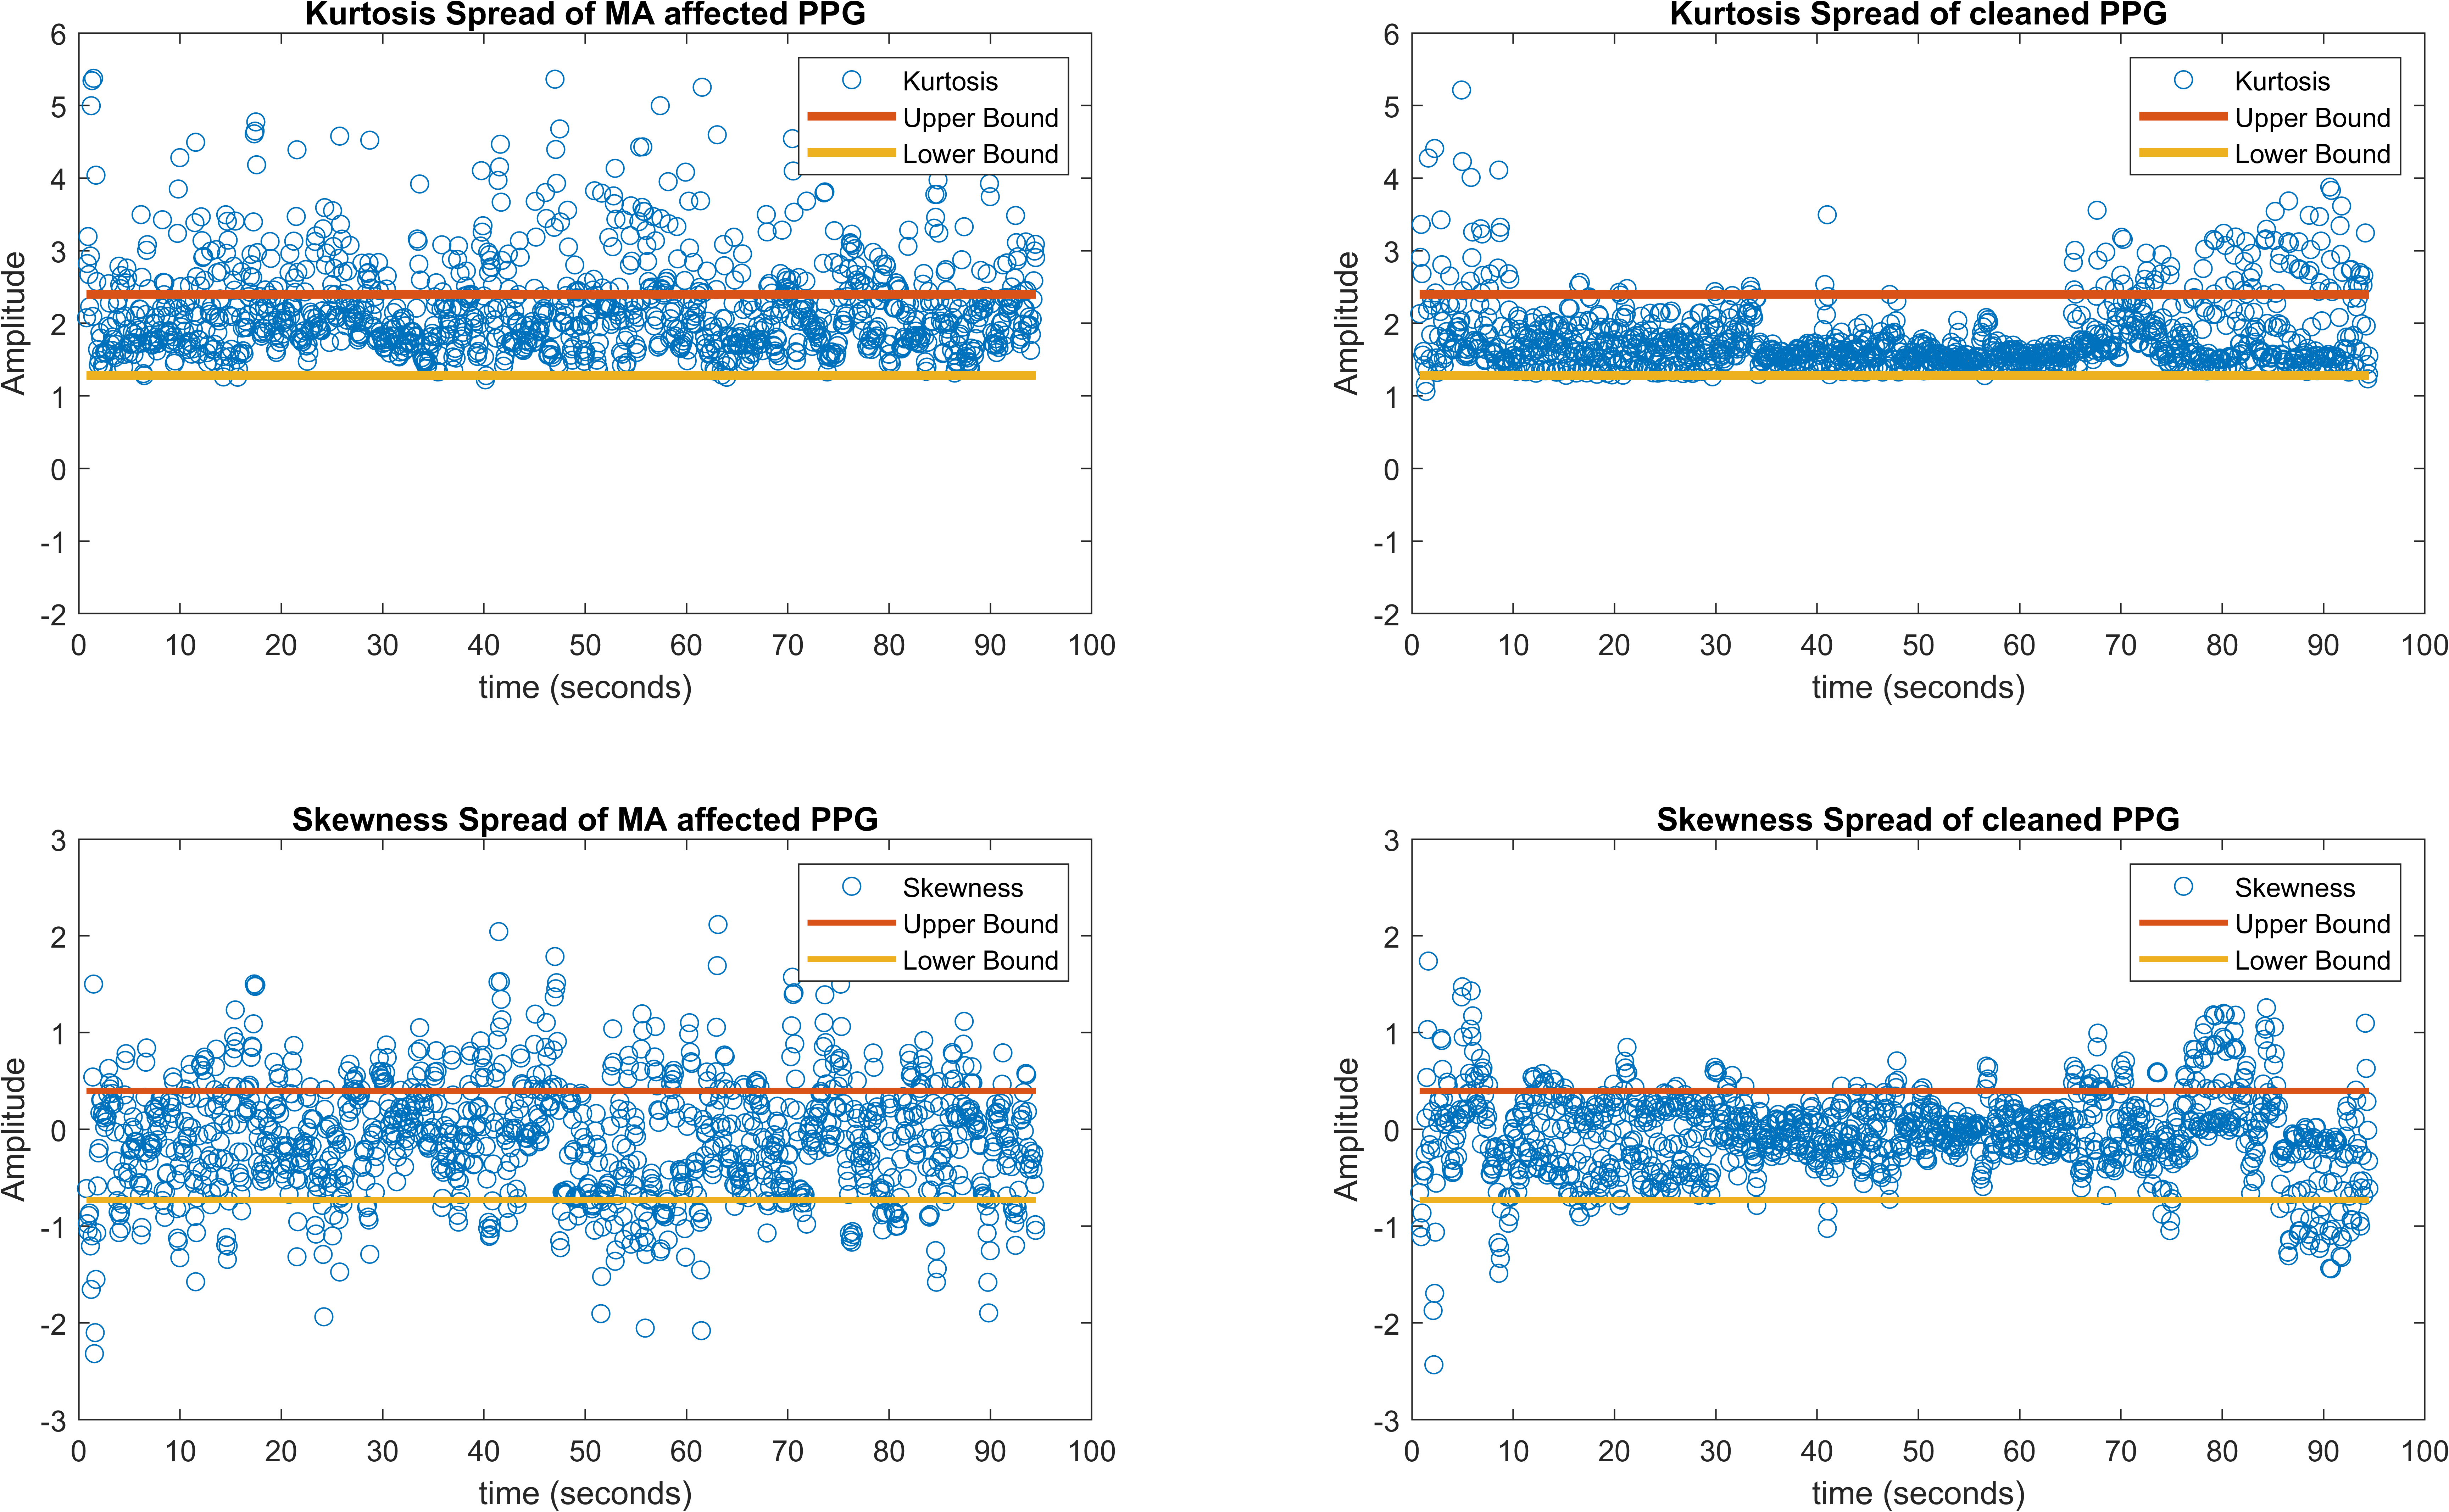 Kurtosis Spread of MA affected PPG
6
5
4
3
2
1
0
-1
-2
Amplitude
Kurtosis
Upper Bound
Lower Bound
0 10 20 30 40 50 60 70 80 90 100
time (seconds)
Kurtosis Spread of cleaned PPG
6
5
4
3
2
1
0
-1
-2
Amplitude
Kurtosis
Upper Bound
Lower Bound
0 10 20 30 40 50 60 70 80 90 100
time (seconds)
Skewness Spread of MA affected PPG
3
2
1
0
-1
-2
-3
Amplitude
Skewness
Upper Bound
Lower Bound
0 10 20 30 40 50 60 70 80 90 100
time (seconds)
Skewness Spread of cleaned PPG
3
2
1
0
-1
-2
-3
Amplitude
Skewness
Upper Bound
Lower Bound
0 10 20 30 40 50 60 70 80 90 100
time (seconds)